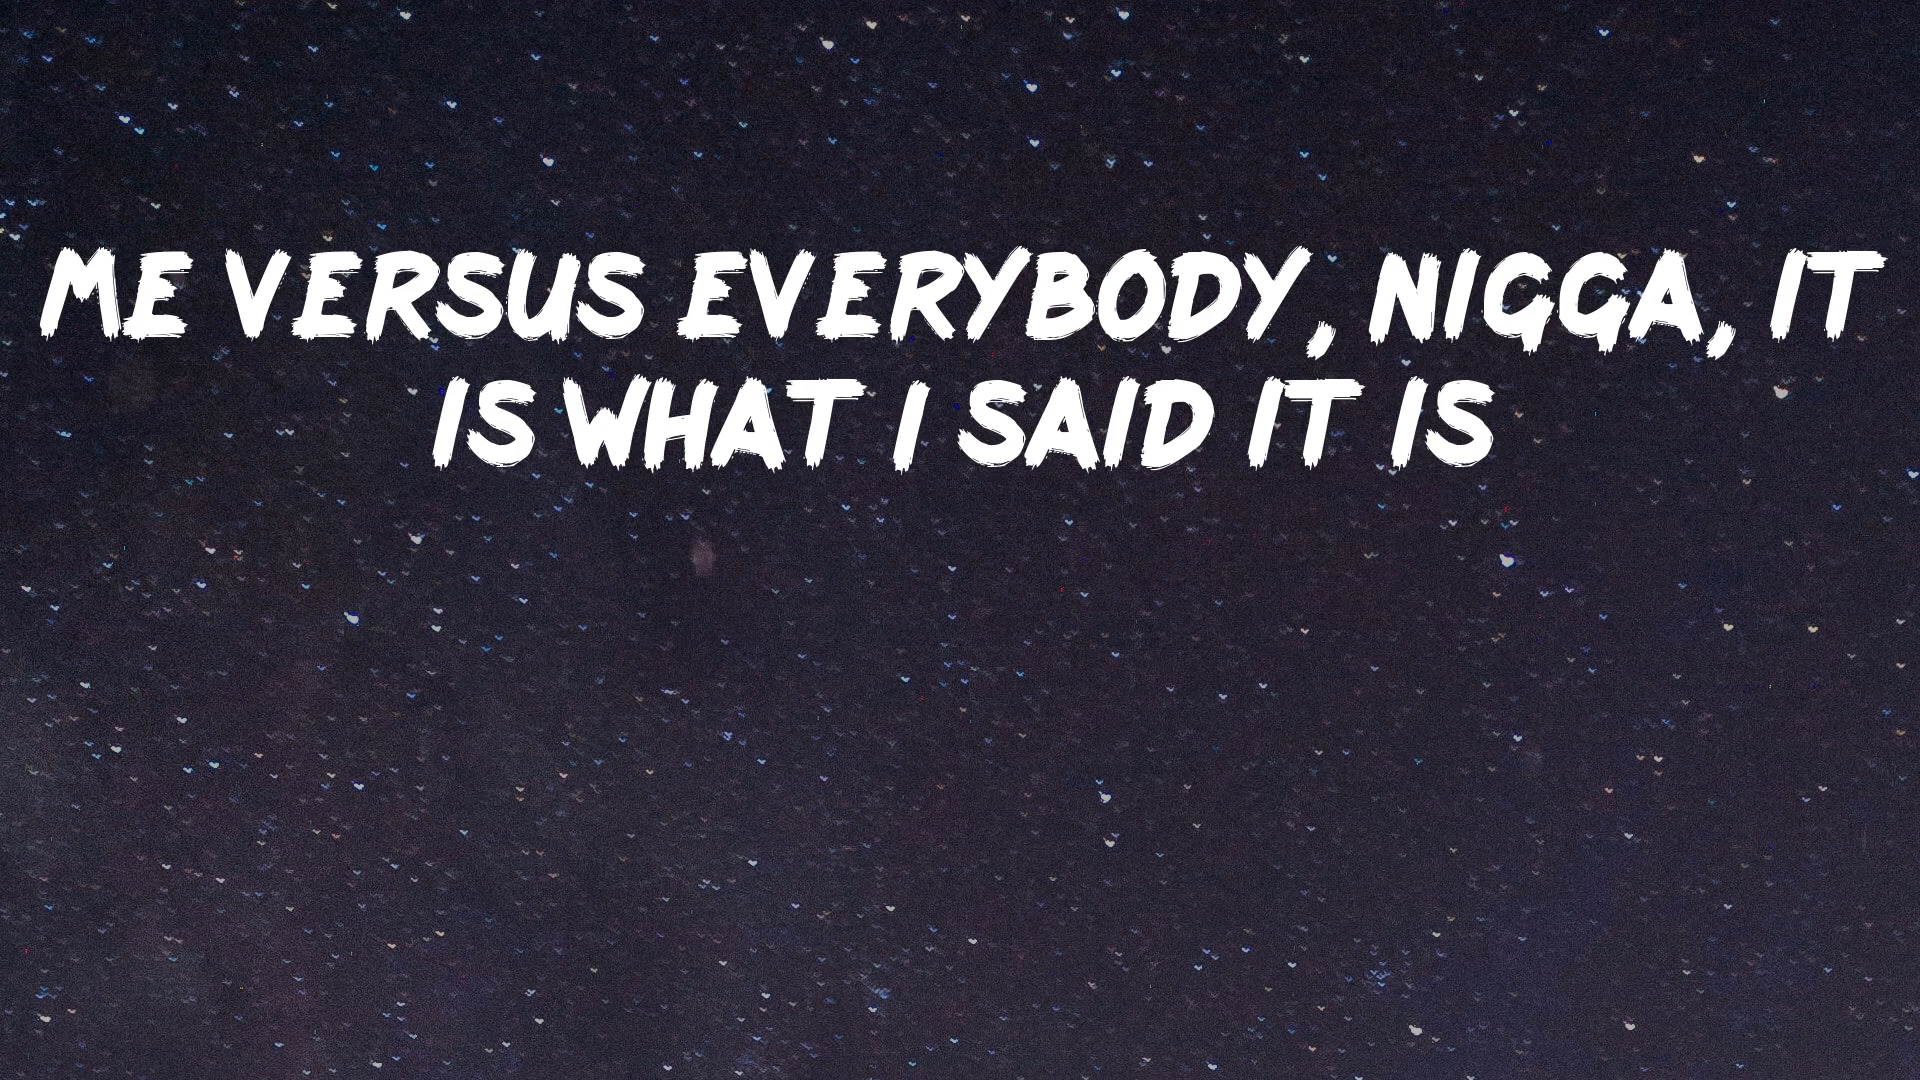 ME VERSUS EVERYBODY, NIGGA, IT
IS WHAT I SAID IT IS